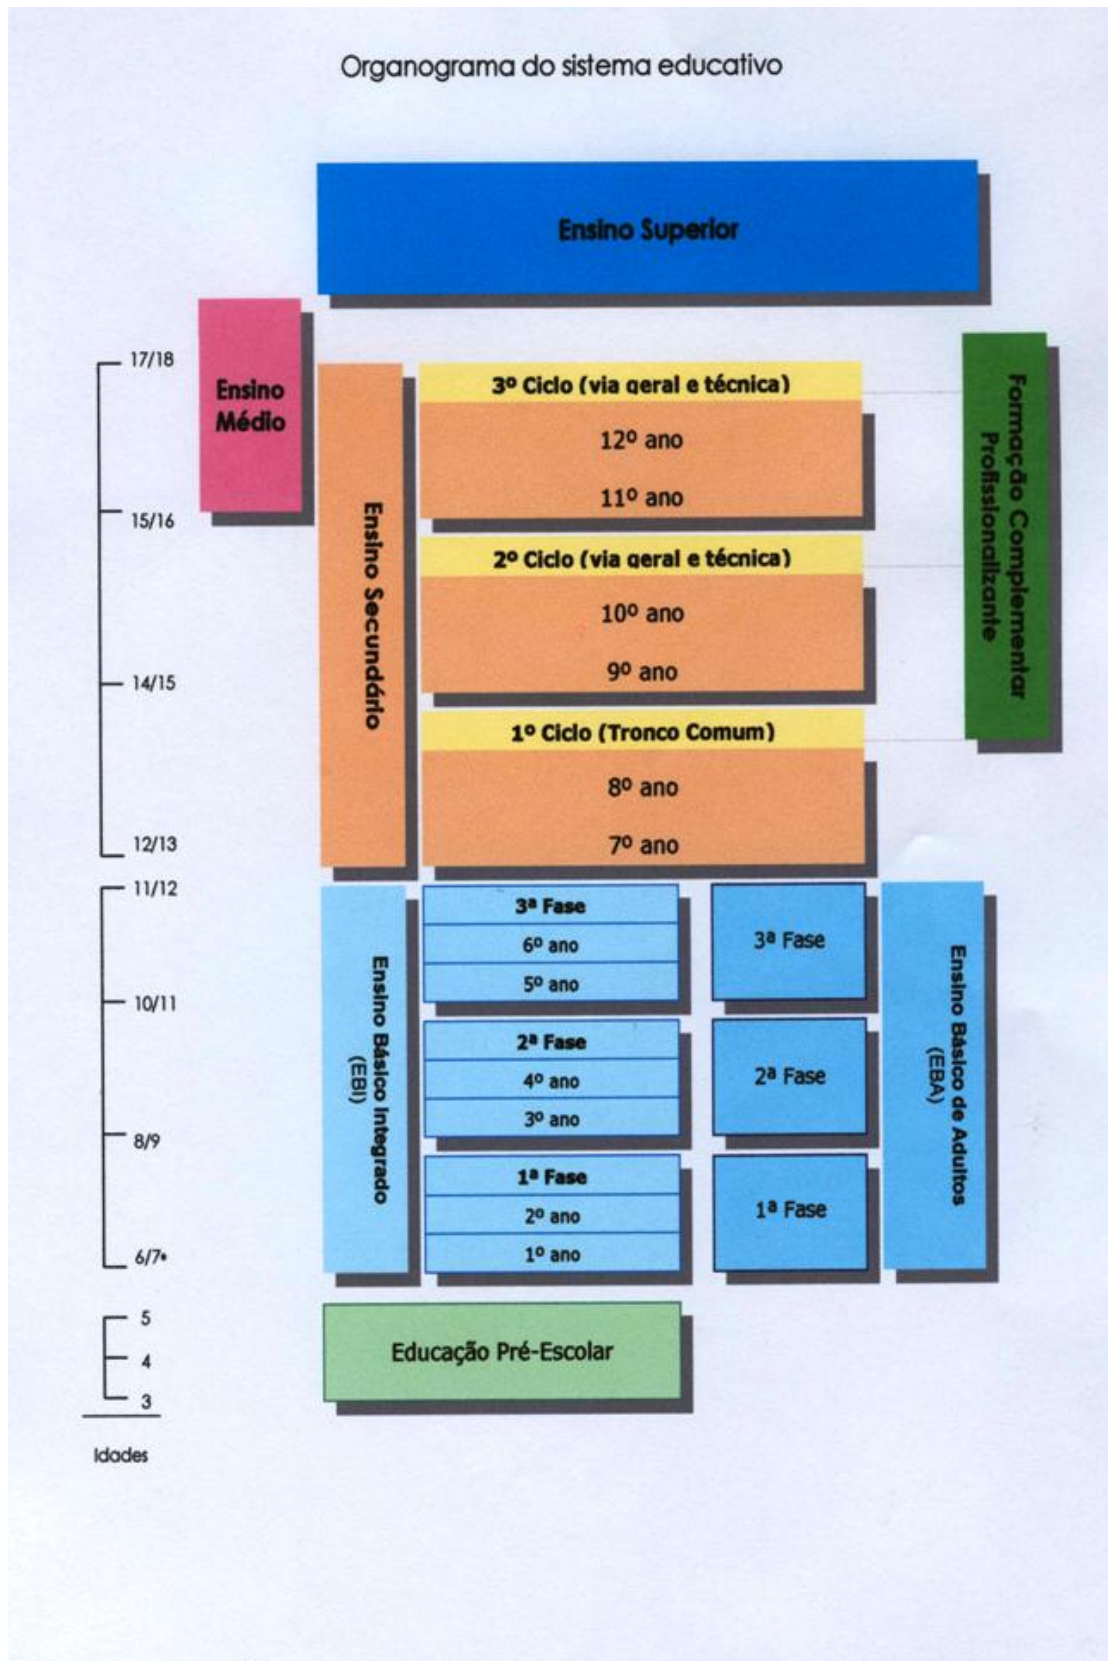 Organograma do sistema educativo
Ensino Superior
Ensino
Médio
17/18
15/16
14/15
12/13
Ensino Secundário
3º Ciclo (via geral e técnica)
12º ano
11º ano
2º Ciclo (via geral e técnica)
10º ano
9º ano
1º Ciclo (Tronco Comum)
8º ano
7º ano
Formação Complementar
Profissionalizante
11/12
10/11
8/9
6/7•
Ensino Básico Integrado
(EBI)
3ª Fase
6º ano
5º ano
2ª Fase
4º ano
3º ano
1ª Fase
2º ano
1º ano
3ª Fase
2ª Fase
1ª Fase
Ensino Básico de Adultos
(EBA)
5
4
3
Educação Pré-Escolar
Idades